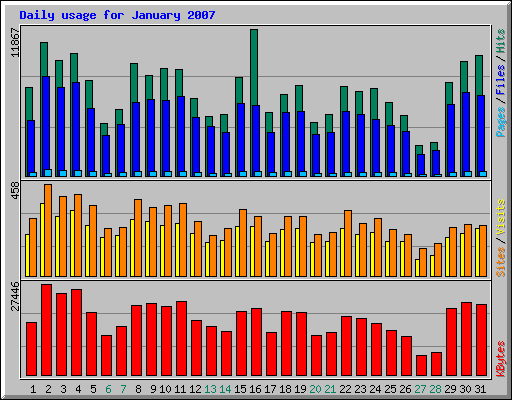 Daily usage for January 2007
11867
Pages / Files / Hits
458
Sites / Visits
27446
KBytes
1 2 3 4 5 6 7 8 9 10 11 12 13 14 15 16 17 18 19 20 21 22 23 24 25 26 27 28 29 30 31